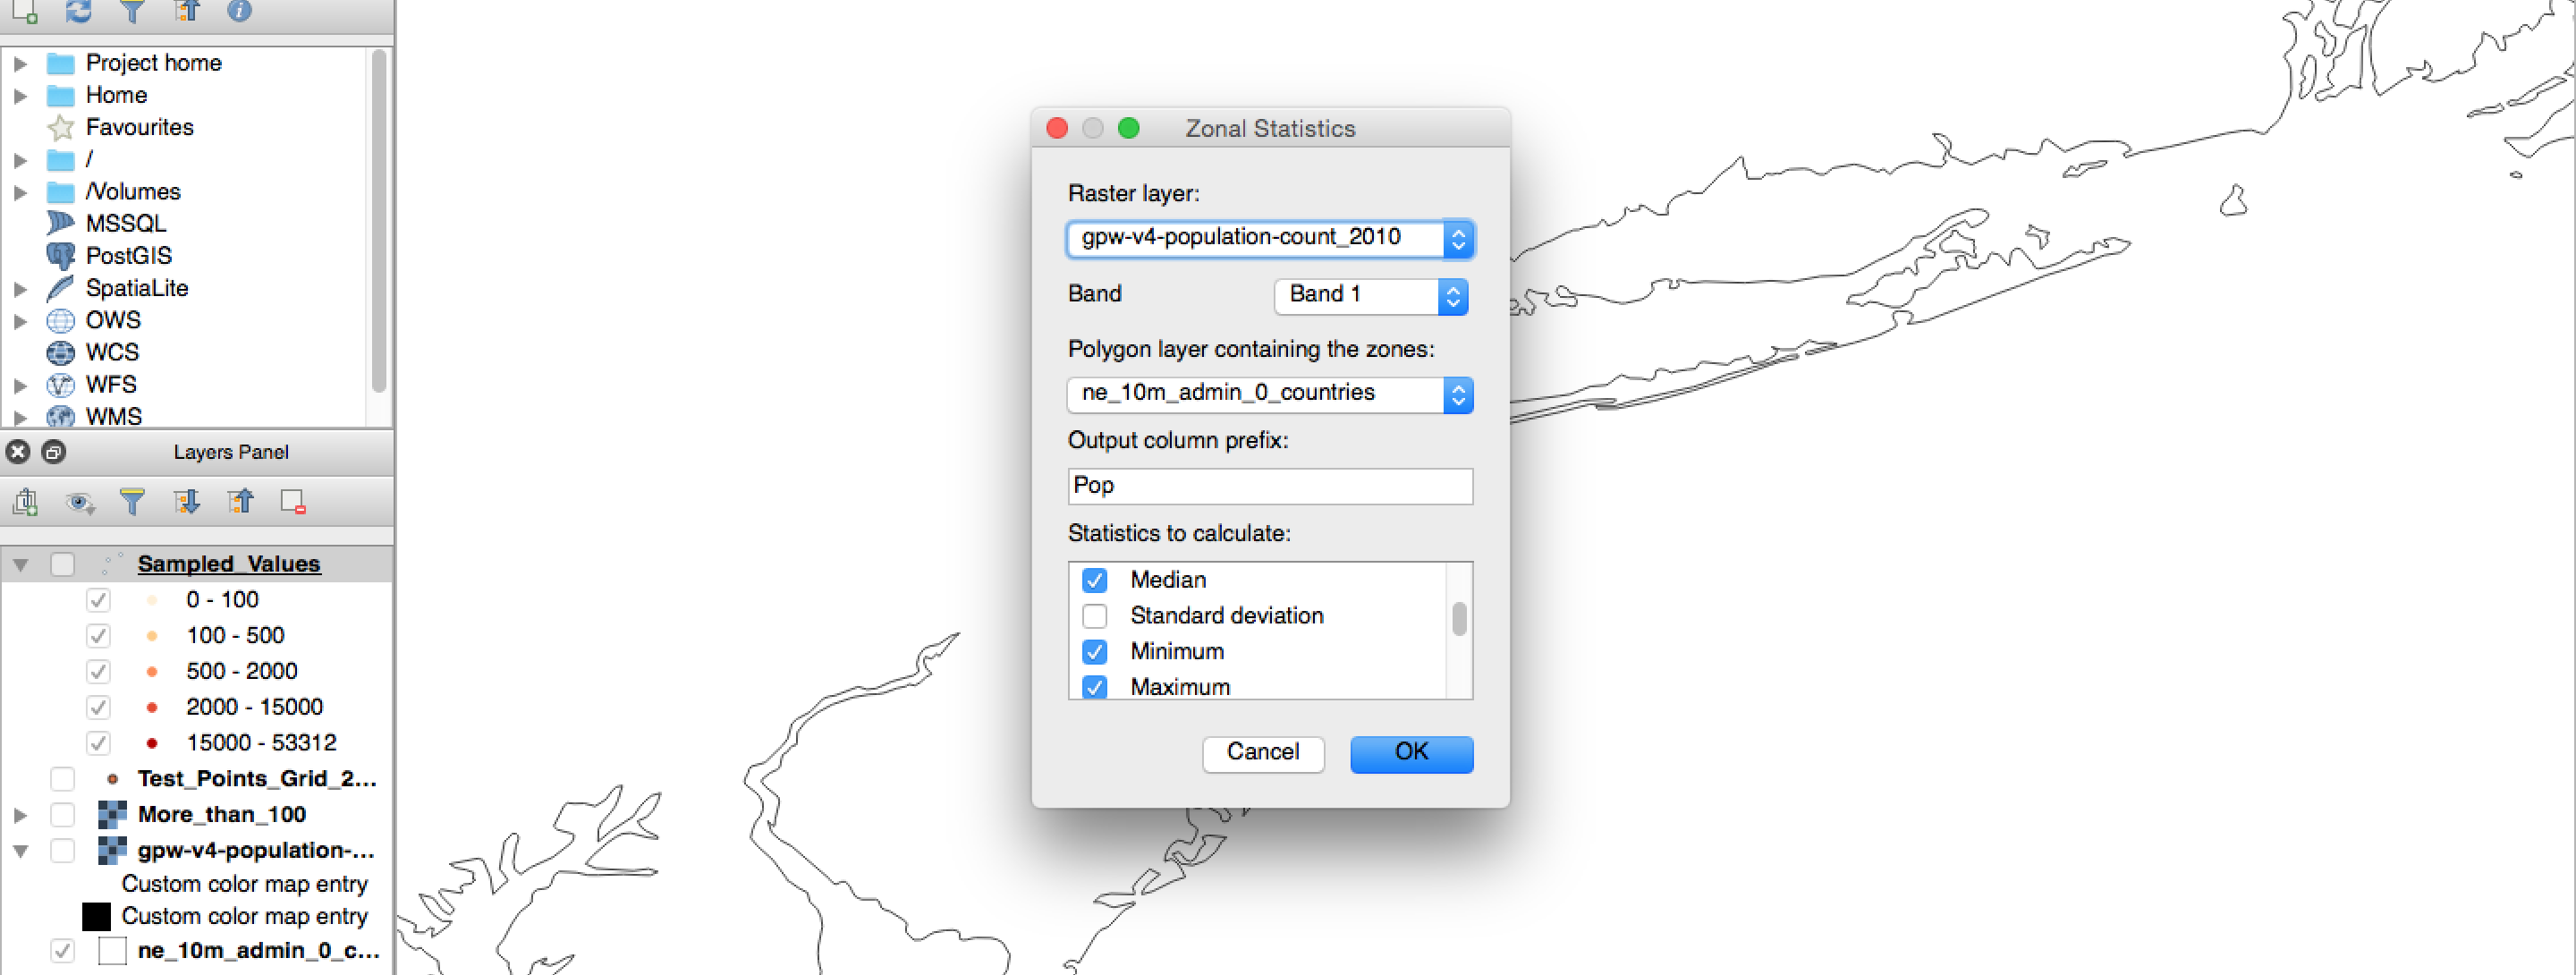 Project home
Home
Favourites
/
/Volumes
MSSQL
PostGIS
SpatiaLite
OWS
WCS
WFS
WMS
Layers Panel
Sampled_Values
0 - 100
100 - 500
500 - 2000
2000 - 15000
15000 - 53312
Test_Points_Grid_2...
More_than_100
gpw-v4-population-...
Custom color map entry
Custom color map entry
ne_10m_admin_0_c...
Zonal Statistics
Raster layer:
gpw-v4-population-count_2010
Band
Band 1
Polygon layer containing the zones:
ne_10m_admin_0_countries
Output column prefix:
Pop
Statistics to calculate:
Median
Standard deviation
Minimum
Maximum
Cancel
OK